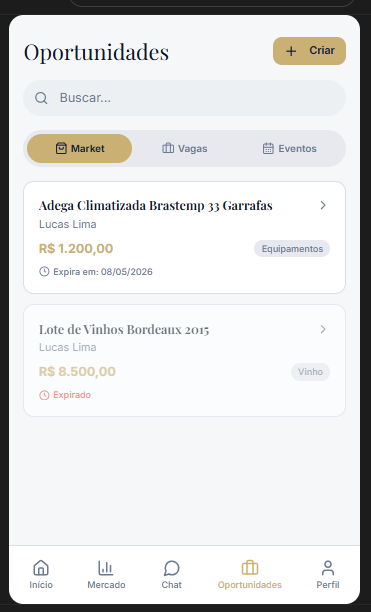 Oportunidades
+ Criar
Buscar...
Market Vagas Eventos
Adega Climatizada Brastemp 33 Garrafas
Lucas Lima
R$ 1.200,00 Equipamentos
Expira em: 08/05/2026
Lote de Vinhos Bordeaux 2015
Lucas Lima
R$ 8.500,00 Vinho
Expirado
Início Mercado Chat Oportunidades Perfil